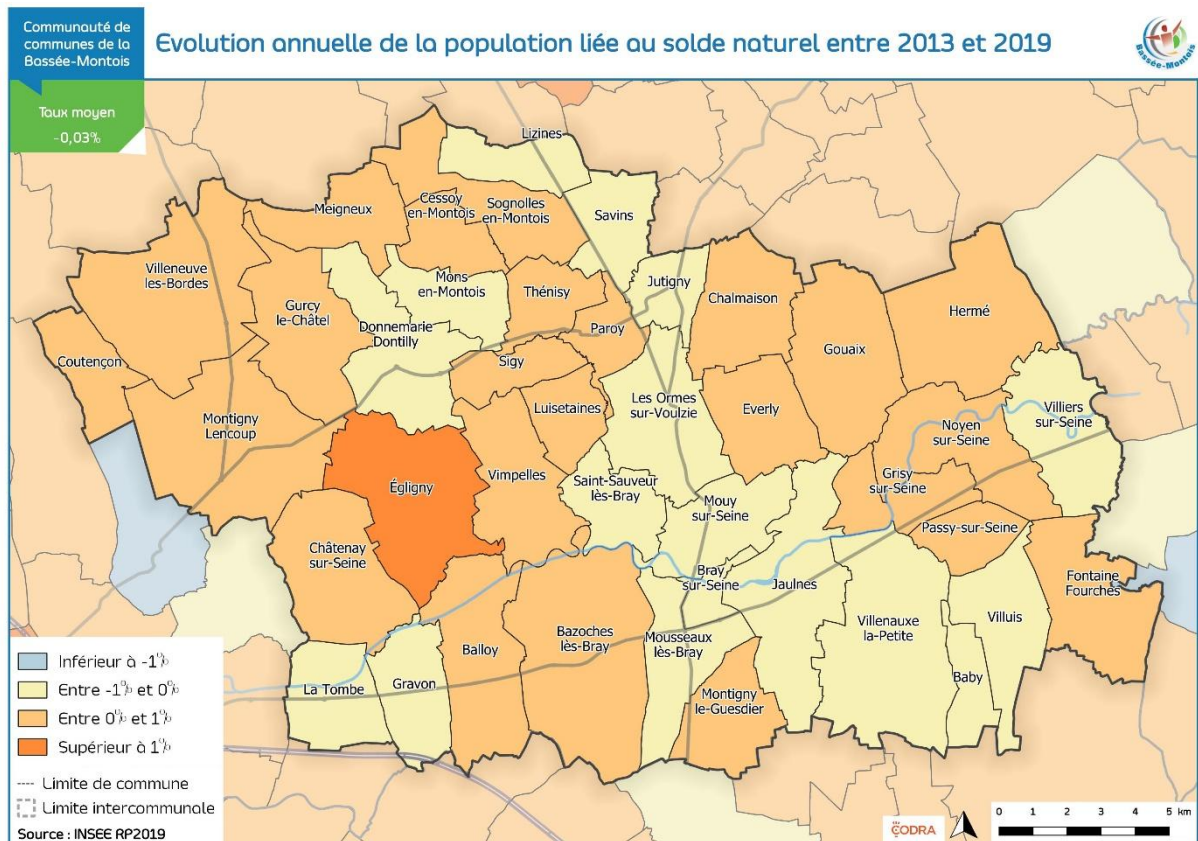 Communauté de
communes de la
Bassée-Montois
Evolution annuelle de la population liée au solde naturel entre 2013 et 2019
Bassée-Montois
Taux moyen
-0,03%
Lizines
Meigneux
Cessoy
en-Montois
Sognolles
en-Montois
Savins
Villeneuve
les-Bordes
Gurcy
le-Châtel
Mons
en-Montois
Thénisy
Jutigny
Chalmaison
Hermé
Donnemarie
Dontilly
Paroy
Gouaix
Coutençon
Sigy
Montigny
Lencoup
Luisetaines
Les Ormes
sur-Voulzie
Everly
Villiers
sur-Seine
Noyen
sur-Seine
Égligny
Vimpelles
Saint-Sauveur
lès-Bray
Mouy
sur-Seine
Grisy
sur-Seine
Passy-sur-Seine
Châtenay
sur-Seine
Bray
sur-Seine
Jaulnes
Fontaine
Fourches
Balloy
Bazoches
lès-Bray
Mousseaux
lès-Bray
Villenauxe
la-Petite
Villuis
La Tombe
Gravon
Montigny
le-Guesdier
Baby
Inférieur à -1%
Entre -1% et 0%
Entre 0% et 1%
Supérieur à 1%
Limite de commune
Limite intercommunale
Source : INSEE RP2019
CODRA
0 1 2 3 4 5 km